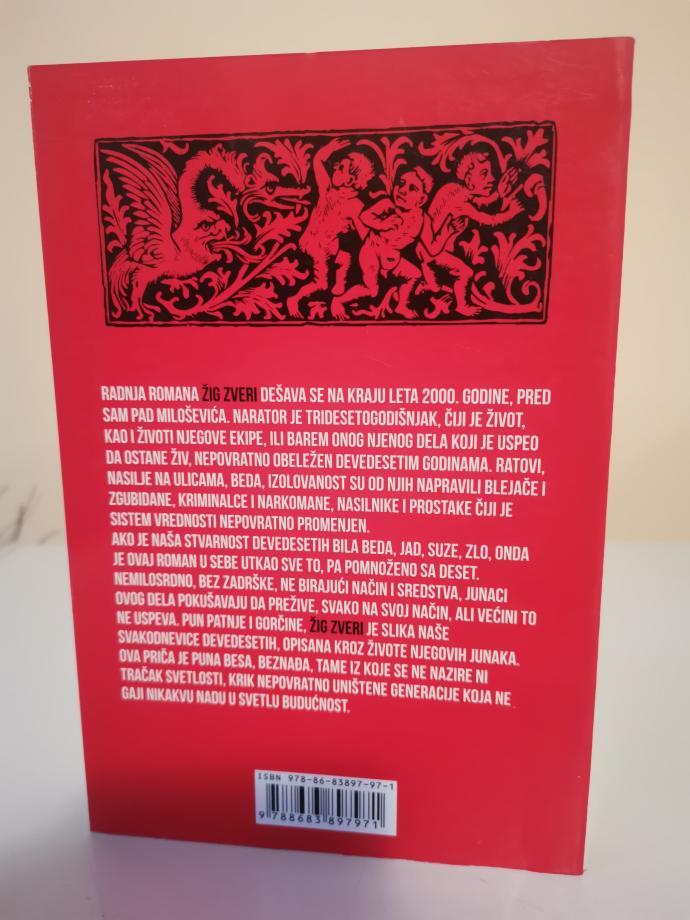 RADNJA ROMANA ŽIG ZVERI DEŠAVA SE NA KRAJU LETA 2000. GODINE, PRED
SAM PAD MILOŠEVIĆA. NARATOR JE TRIDESETOGODIŠNJAK, ČIJI JE ŽIVOT,
KAO I ŽIVOTI NJEGOVE EKIPE, ILI BAREM ONOG NJENOG DELA KOJI JE USPEO
DA OSTANE ŽIV, NEPOVRATNO OBELEŽEN DEVEDESETIM GODINAMA. RATOVI,
NASILJE NA ULICAMA, BEDA, IZOLOVANOST SU OD NJIH NAPRAVILI BLEJAČE I
ZGUBIDANE, KRIMINALCE I NARKOMANE, NASILNIKE I PROSTAKE ČIJI JE
SISTEM VREDNOSTI NEPOVRATNO PROMENJEN.
AKO JE NAŠA STVARNOST DEVEDESETIH BILA BEDA, JAD, SUZE, ZLO, ONDA
JE OVAJ ROMAN U SEBE UTKAO SVE TO, PA POMNOŽENO SA DESET.
NEMILOSRDNO, BEZ ZADRŠKE, NE BIRAJUĆI NAČIN I SREDSTVA, JUNACI
OVOG DELA POKUŠAVAJU DA PREŽIVE, SVAKO NA SVOJ NAČIN, ALI VEĆINI TO
NE USPEVA. PUN PATNJE I GORČINE, ŽIG ZVERI JE SLIKA NAŠE
SVAKODNEVICE DEVEDESETIH, OPISANA KROZ ŽIVOTE NJEGOVIH JUNAKA.
OVA PRIČA JE PUNA BESA, BEZNAĐA, TAME IZ KOJE SE NE NAZIRE NI
TRAČAK SVETLOSTI, KRIK NEPOVRATNO UNIŠTENE GENERACIJE KOJA NE
GAJI NIKAKVU NADU U SVETLU BUDUĆNOST.
ISBN 978-86-83897-97-1
9 788683 897971